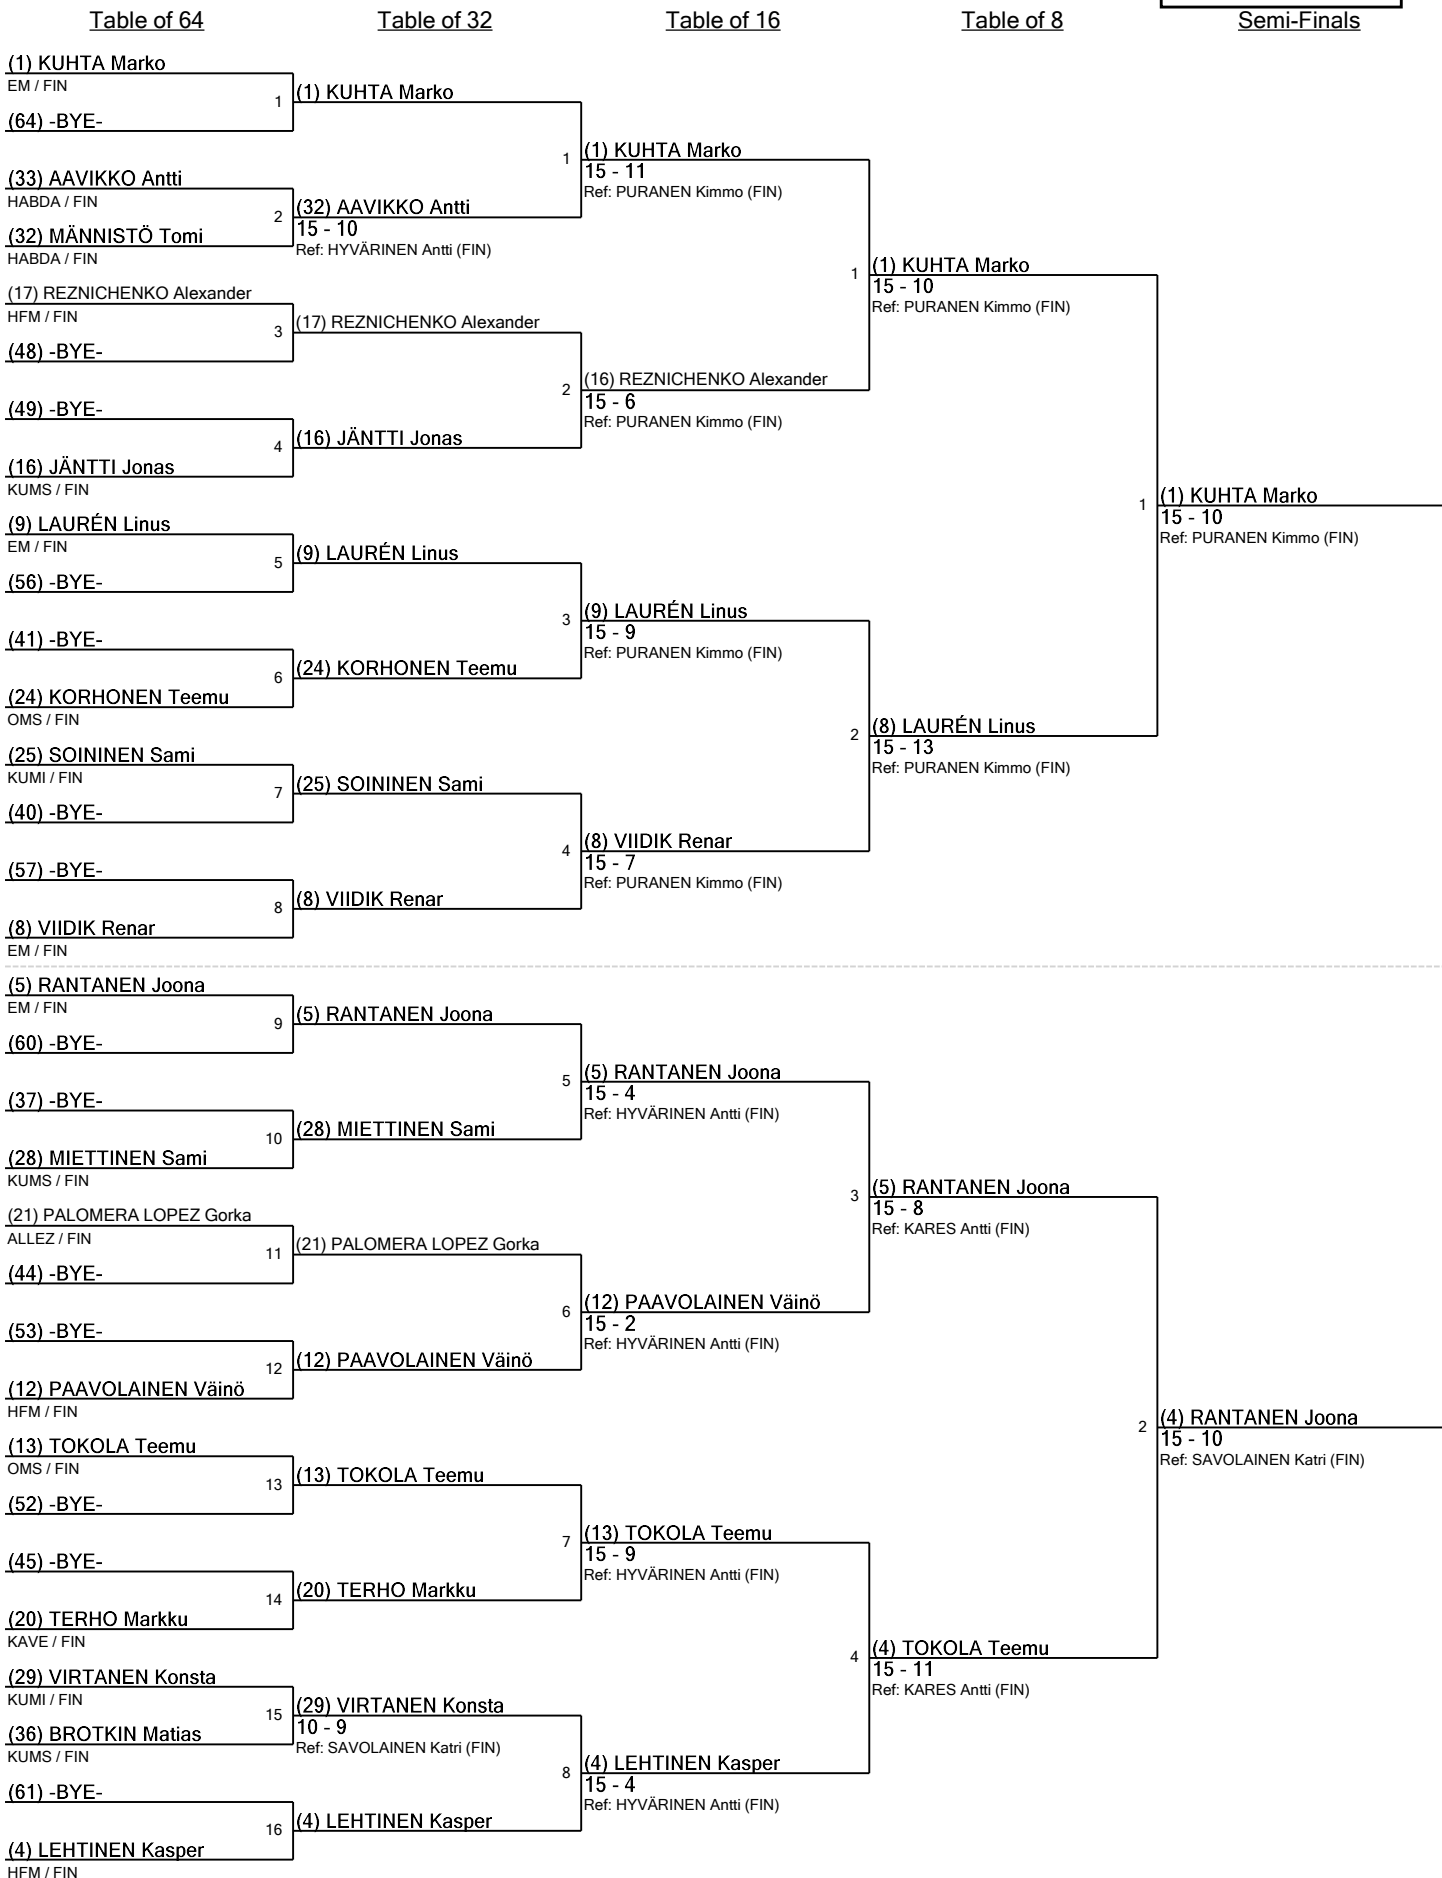 Table of 64
Table of 32
Table of 16
Table of 8
Semi-Finals
(1) KUHTA Marko
EM / FIN
(64) -BYE-
(33) AAVIKKO Antti
HABDA / FIN
(32) MÄNNISTÖ Tomi
HABDA / FIN
(17) REZNICHENKO Alexander
HFM / FIN
(48) -BYE-
(49) -BYE-
(16) JÄNTTI Jonas
KUMS / FIN
(9) LAURÉN Linus
EM / FIN
(56) -BYE-
(41) -BYE-
(24) KORHONEN Teemu
OMS / FIN
(25) SOININEN Sami
KUMI / FIN
(40) -BYE-
(57) -BYE-
(8) VIIDIK Renar
EM / FIN
(5) RANTANEN Joona
EM / FIN
(60) -BYE-
(37) -BYE-
(28) MIETTINEN Sami
KUMS / FIN
(21) PALOMERA LOPEZ Gorka
ALLEZ / FIN
(44) -BYE-
(53) -BYE-
(12) PAAVOLAINEN Väinö
HFM / FIN
(13) TOKOLA Teemu
OMS / FIN
(52) -BYE-
(45) -BYE-
(20) TERHO Markku
KAVE / FIN
(29) VIRTANEN Konsta
KUMI / FIN
(36) BROTKIN Matias
KUMS / FIN
(61) -BYE-
(4) LEHTINEN Kasper
HFM / FIN
1
(1) KUHTA Marko
2
(32) AAVIKKO Antti
15 - 10
Ref: HYVÄRINEN Antti (FIN)
3
(17) REZNICHENKO Alexander
4
(16) JÄNTTI Jonas
5
(9) LAURÉN Linus
6
(24) KORHONEN Teemu
7
(25) SOININEN Sami
8
(8) VIIDIK Renar
9
(5) RANTANEN Joona
10
(28) MIETTINEN Sami
11
(21) PALOMERA LOPEZ Gorka
12
(12) PAAVOLAINEN Väinö
13
(13) TOKOLA Teemu
14
(20) TERHO Markku
15
(29) VIRTANEN Konsta
10 - 9
Ref: SAVOLAINEN Katri (FIN)
16
(4) LEHTINEN Kasper
1
(1) KUHTA Marko
15 - 11
Ref: PURANEN Kimmo (FIN)
2
(16) REZNICHENKO Alexander
15 - 6
Ref: PURANEN Kimmo (FIN)
3
(9) LAURÉN Linus
15 - 9
Ref: PURANEN Kimmo (FIN)
4
(8) VIIDIK Renar
15 - 7
Ref: PURANEN Kimmo (FIN)
5
(5) RANTANEN Joona
15 - 4
Ref: HYVÄRINEN Antti (FIN)
6
(12) PAAVOLAINEN Väinö
15 - 2
Ref: HYVÄRINEN Antti (FIN)
7
(13) TOKOLA Teemu
15 - 9
Ref: HYVÄRINEN Antti (FIN)
8
(4) LEHTINEN Kasper
15 - 4
Ref: HYVÄRINEN Antti (FIN)
1
(1) KUHTA Marko
15 - 10
Ref: PURANEN Kimmo (FIN)
2
(8) LAURÉN Linus
15 - 13
Ref: PURANEN Kimmo (FIN)
3
(5) RANTANEN Joona
15 - 8
Ref: KARES Antti (FIN)
4
(4) TOKOLA Teemu
15 - 11
Ref: KARES Antti (FIN)
1
(1) KUHTA Marko
15 - 10
Ref: PURANEN Kimmo (FIN)
2
(4) RANTANEN Joona
15 - 10
Ref: SAVOLAINEN Katri (FIN)